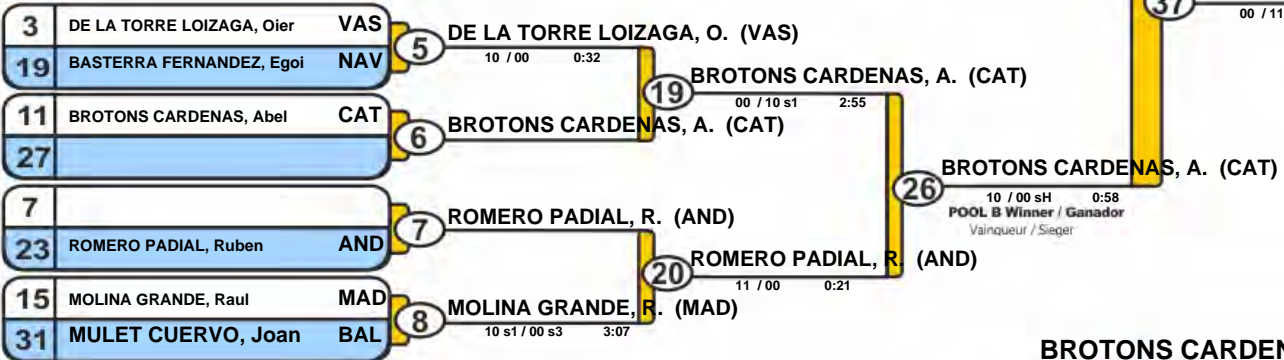 37
00 / 11
3 DE LA TORRE LOIZAGA, Oier VAS
19 BASTERRA FERNANDEZ, Egoi NAV
5
DE LA TORRE LOIZAGA, O. (VAS)
10 / 00 0:32
11 BROTONS CARDENAS, Abel CAT
27
6
BROTONS CARDENAS, A. (CAT)
19
BROTONS CARDENAS, A. (CAT)
00 / 10 s1 2:55
26
BROTONS CARDENAS, A. (CAT)
10 / 00 sH 0:58
POOL B Winner / Ganador
Vainqueur / Sieger
7
23 ROMERO PADIAL, Ruben AND
7
ROMERO PADIAL, R. (AND)
20
ROMERO PADIAL, R. (AND)
11 / 00 0:21
15 MOLINA GRANDE, Raul MAD
31 MULET CUERVO, Joan BAL
8
MOLINA GRANDE, R. (MAD)
10 s1 / 00 s3 3:07
BROTONS